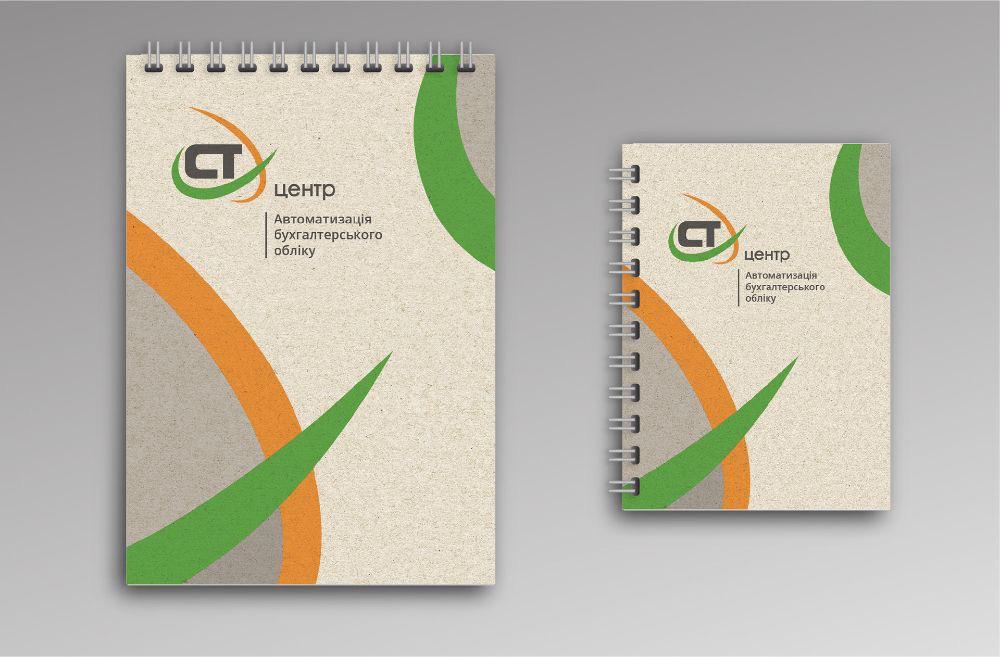 СТ
центр
Автоматизація
бухгалтерського
обліку
СТ
центр
Автоматизація
бухгалтерського
обліку